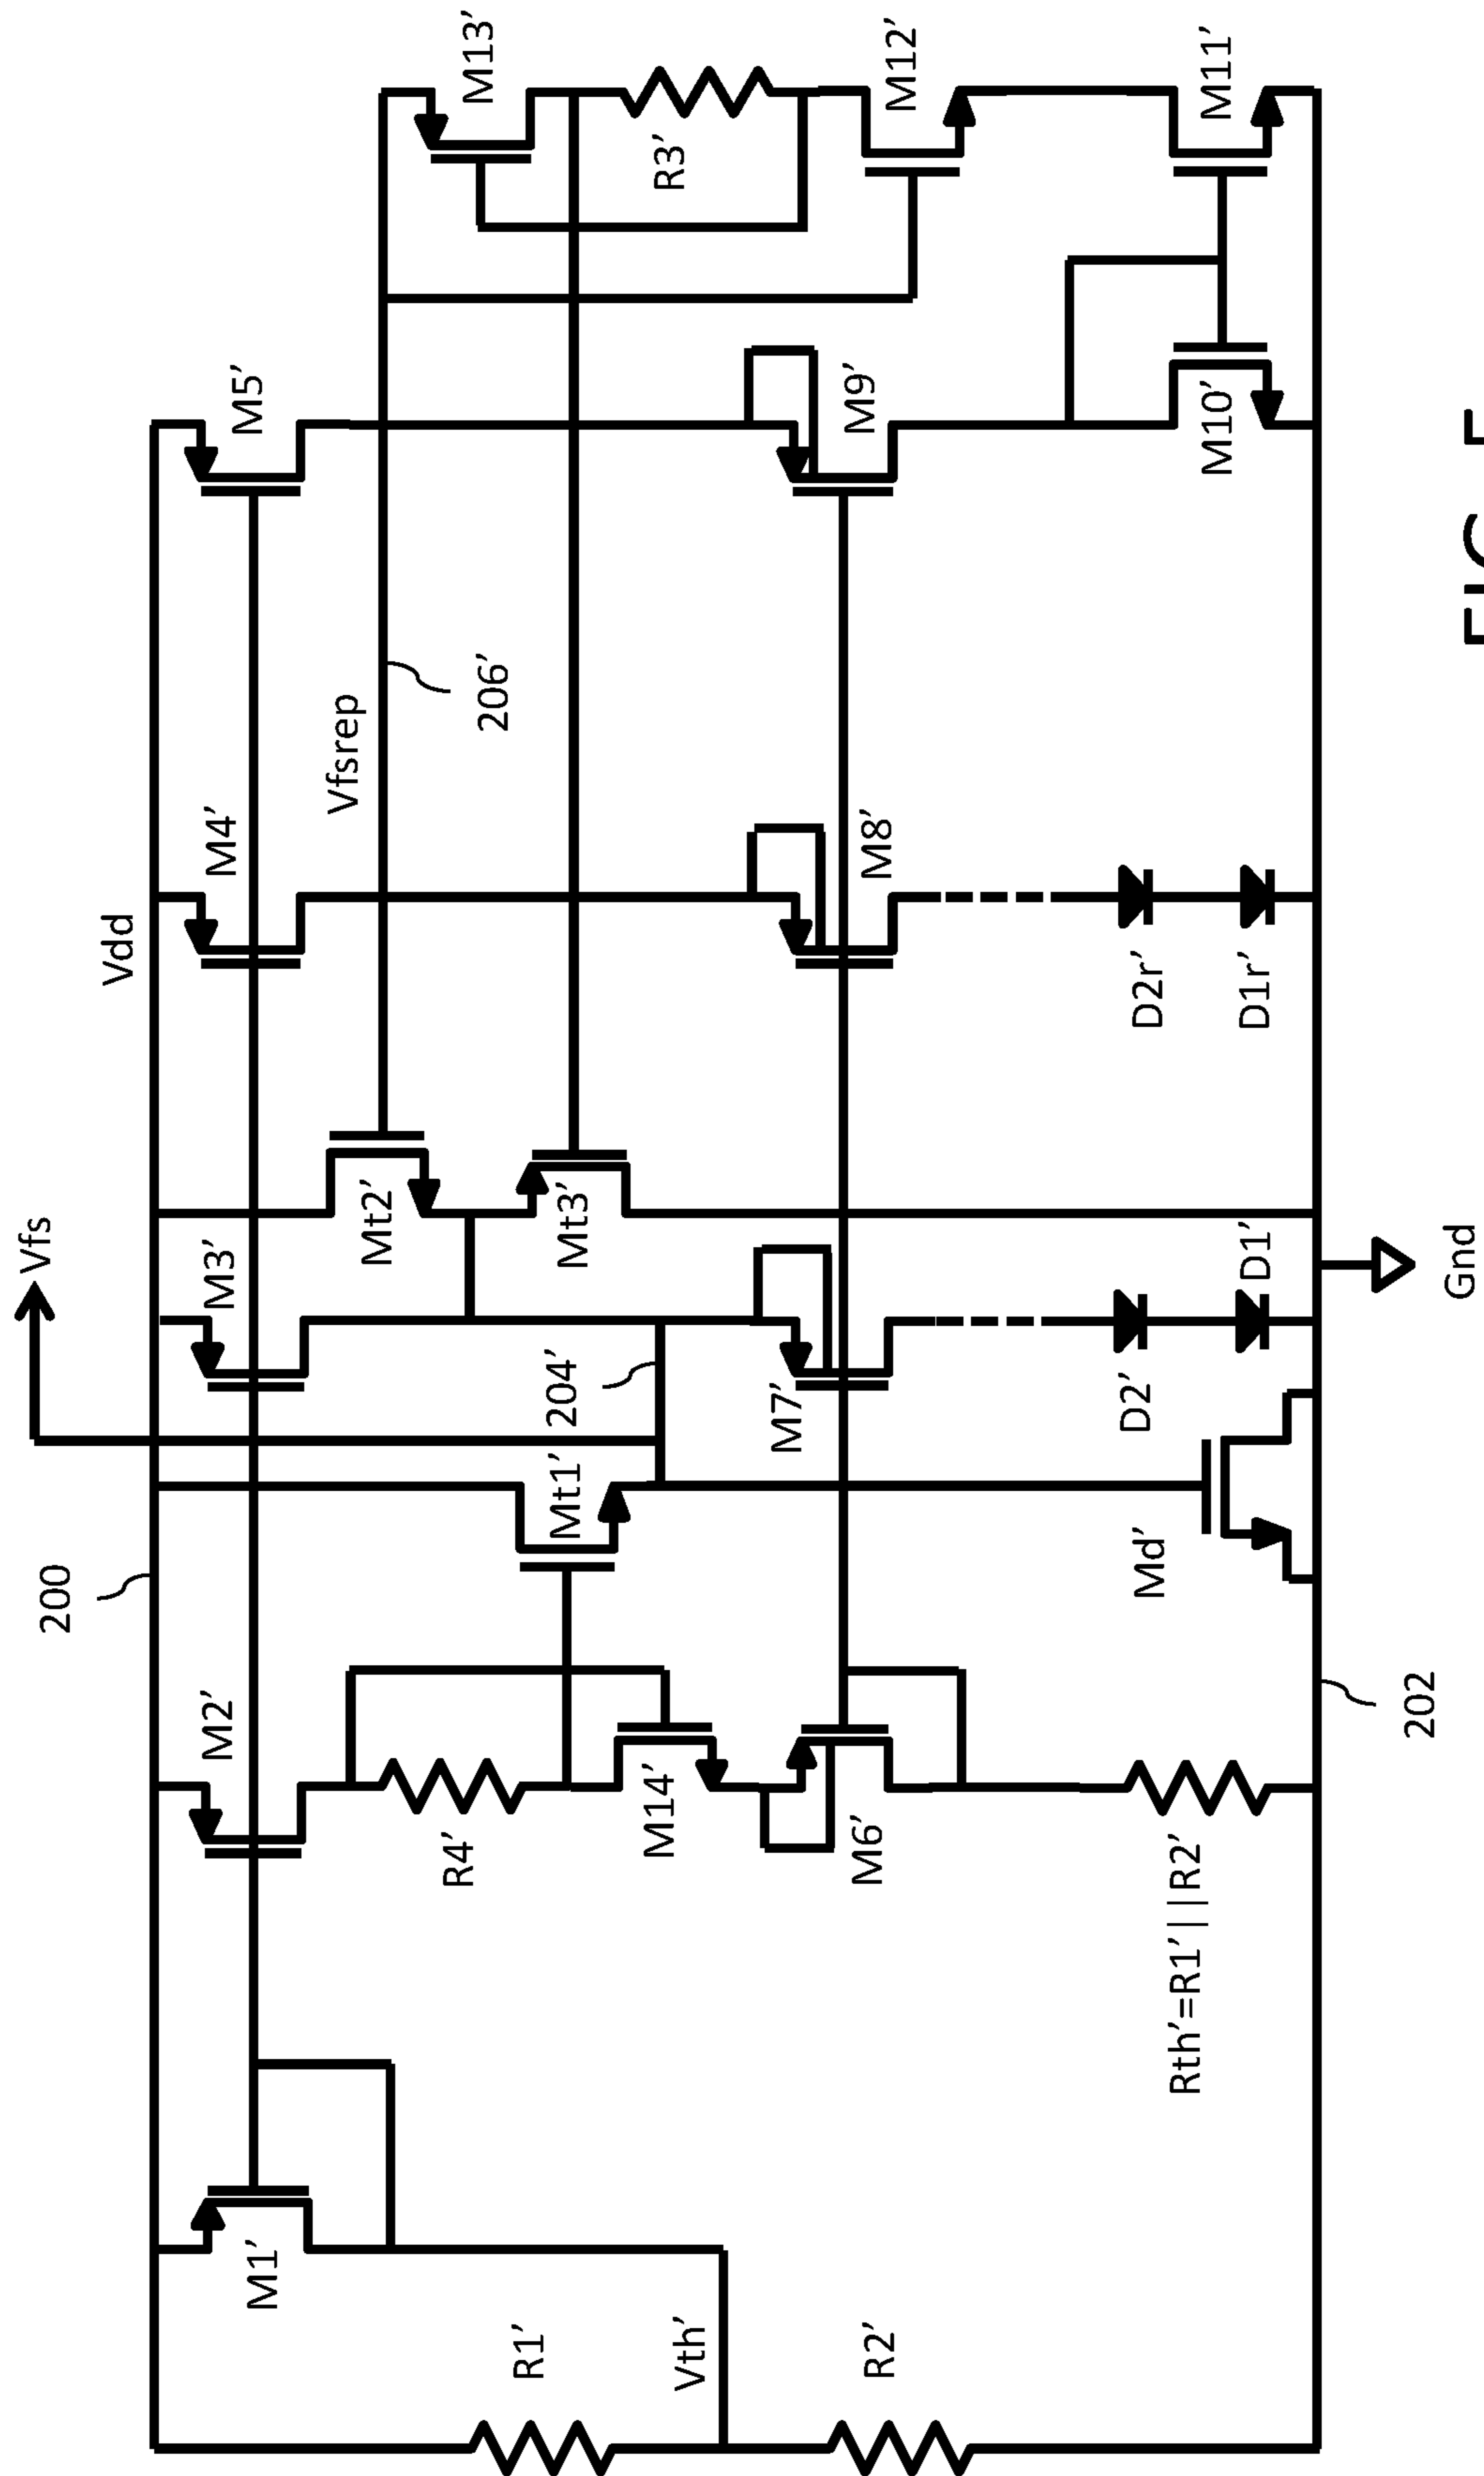 Vfs
Vdd
200
M1’
M2’
M3’
M4’
M5’
Vfsrep
206’
Mt2’
Mt3’
M13’
R3’
R1’
Vth’
R2’
R4’
M14’
M6’
Mt1’
204’
M7’
M8’
M9’
M12’
Rth’=R1’||R2’
Md’
D2’
D1’
D2r’
D1r’
M10’
M11’
202
Gnd